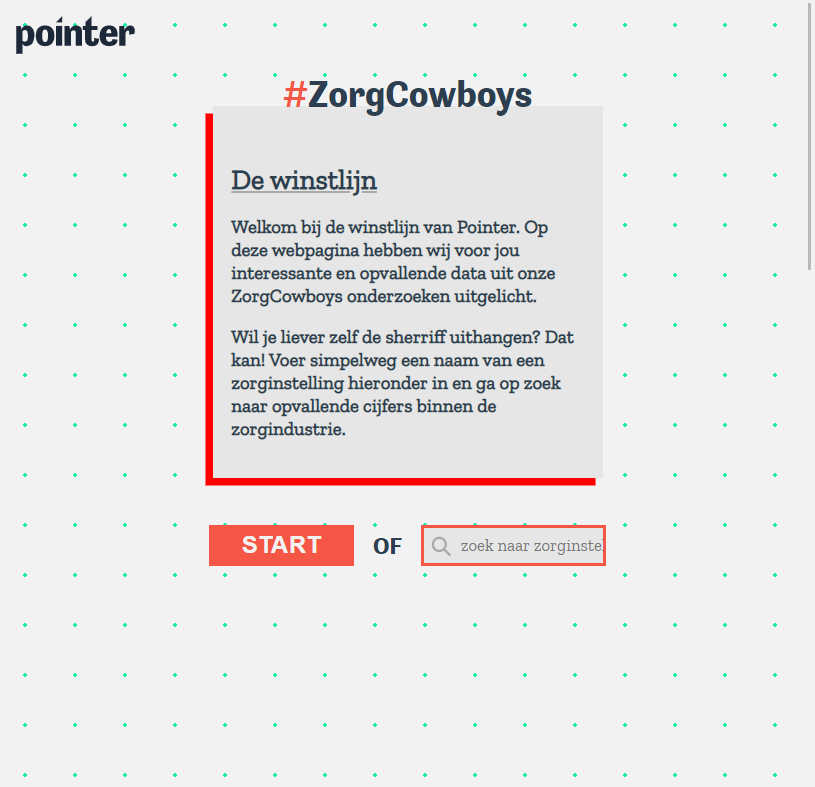 pointer
#ZorgCowboys
De winstlijn
Welkom bij de winstlijn van Pointer. Op
deze webpagina hebben wij voor jou
interessante en opvallende data uit onze
ZorgCowboys onderzoeken uitgelicht.
Wil je liever zelf de sherriff uithangen? Dat
kan! Voer simpelweg een naam van een
zorginstelling hieronder in en ga op zoek
naar opvallende cijfers binnen de
zorgindustrie.
START OF zoek naar zorginstel